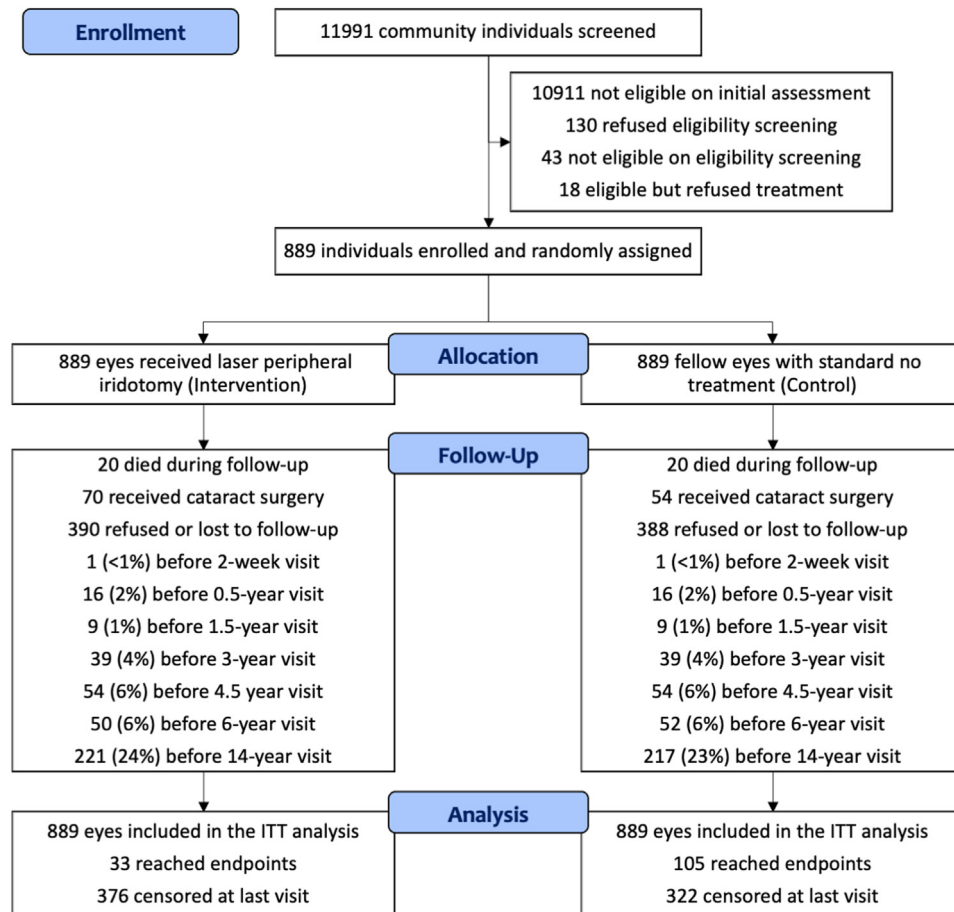 Enrollment
11991 community individuals screened
10911 not eligible on initial assessment
130 refused eligibility screening
43 not eligible on eligibility screening
18 eligible but refused treatment
889 individuals enrolled and randomly assigned
Allocation
889 eyes received laser peripheral
iridotomy (Intervention)
889 fellow eyes with standard no
treatment (Control)
Follow-Up
20 died during follow-up
70 received cataract surgery
390 refused or lost to follow-up
1 (<1%) before 2-week visit
16 (2%) before 0.5-year visit
9 (1%) before 1.5-year visit
39 (4%) before 3-year visit
54 (6%) before 4.5 year visit
50 (6%) before 6-year visit
221 (24%) before 14-year visit
20 died during follow-up
54 received cataract surgery
388 refused or lost to follow-up
1 (<1%) before 2-week visit
16 (2%) before 0.5-year visit
9 (1%) before 1.5-year visit
39 (4%) before 3-year visit
54 (6%) before 4.5-year visit
52 (6%) before 6-year visit
217 (23%) before 14-year visit
Analysis
889 eyes included in the ITT analysis
33 reached endpoints
376 censored at last visit
889 eyes included in the ITT analysis
105 reached endpoints
322 censored at last visit